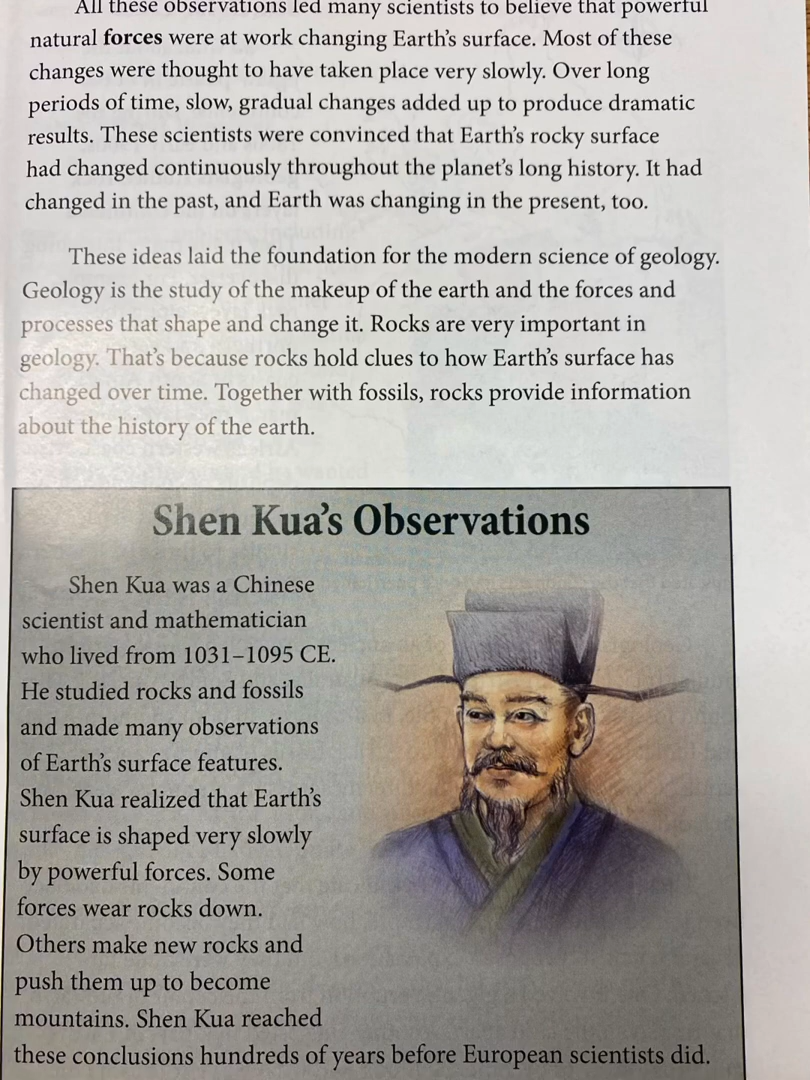 All these observations led many scientists to believe that powerful
natural forces were at work changing Earth's surface. Most of these
changes were thought to have taken place very slowly. Over long
periods of time, slow, gradual changes added up to produce dramatic
results. These scientists were convinced that Earth's rocky surface
had changed continuously throughout the planet's long history. It had
changed in the past, and Earth was changing in the present, too.
These ideas laid the foundation for the modern science of geology.
Geology is the study of the makeup of the earth and the forces and
processes that shape and change it. Rocks are very important in
geology. That's because rocks hold clues to how Earth's surface has
changed over time. Together with fossils, rocks provide information
about the history of the earth.
Shen Kua's Observations
Shen Kua was a Chinese
scientist and mathematician
who lived from 1031–1095 CE.
He studied rocks and fossils
and made many observations
of Earth's surface features.
Shen Kua realized that Earth's
surface is shaped very slowly
by powerful forces. Some
forces wear rocks down.
Others make new rocks and
push them up to become
mountains. Shen Kua reached
these conclusions hundreds of years before European scientists did.